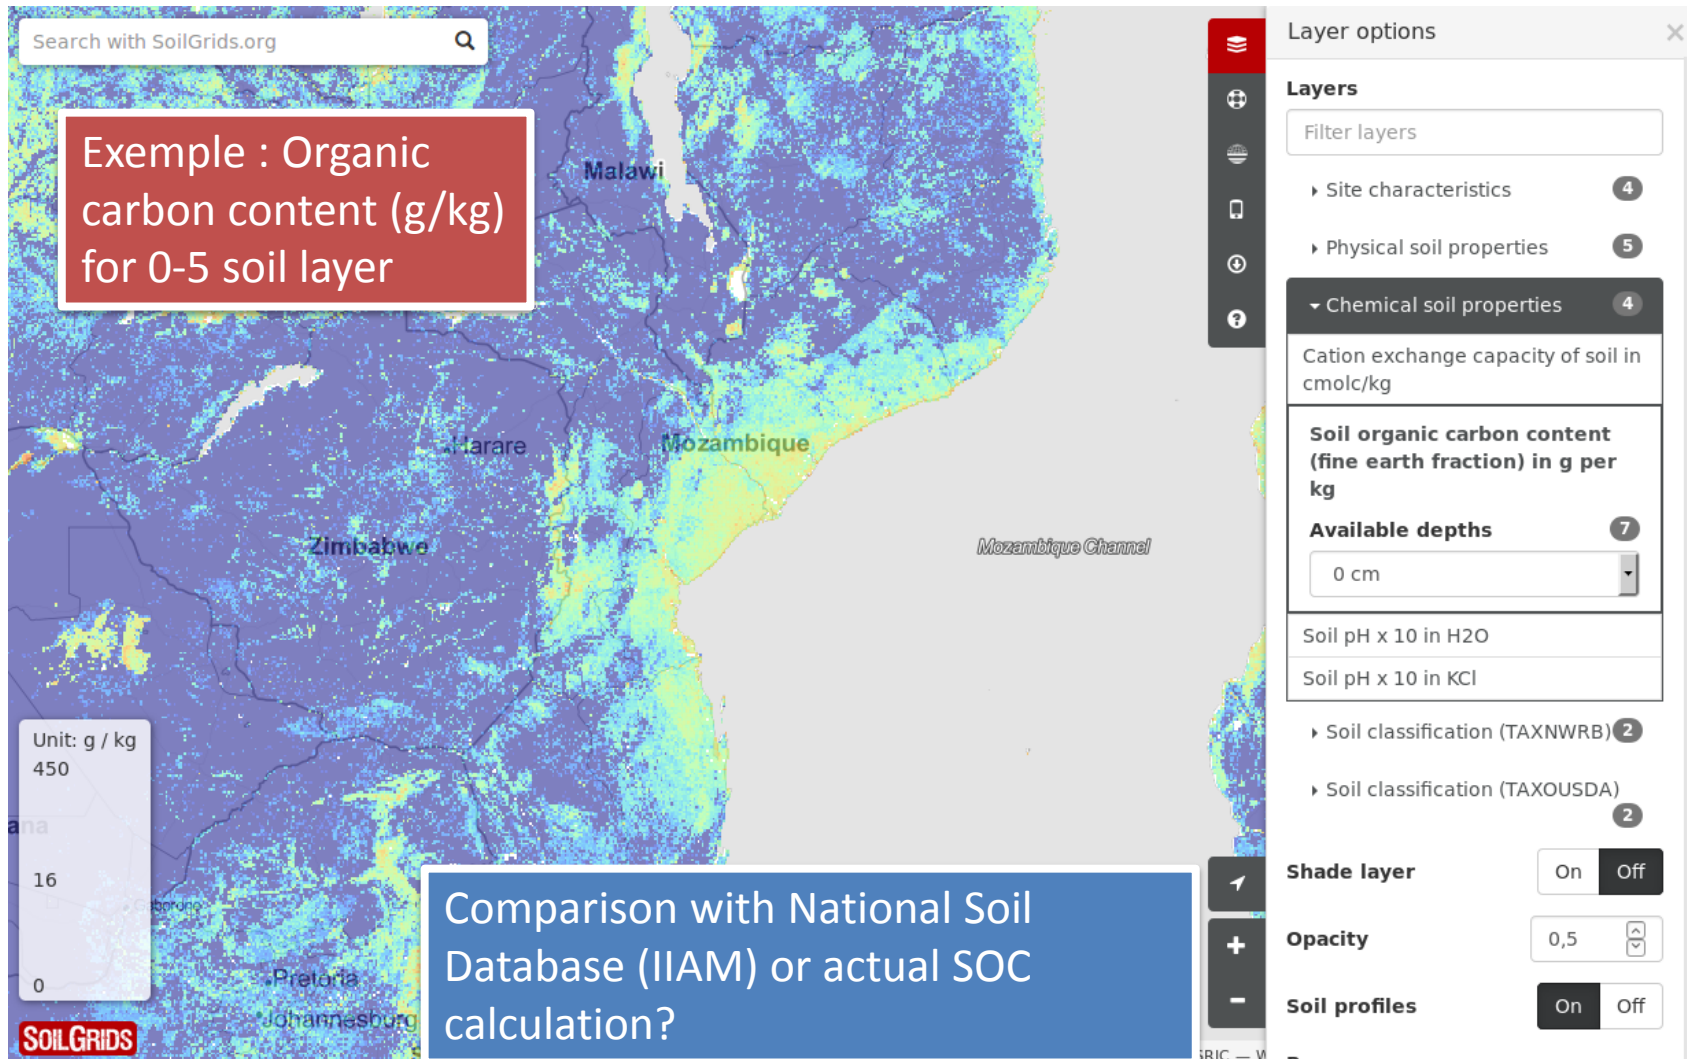 Search with SoilGrids.org
Exemple : Organic
carbon content (g/kg)
for 0-5 soil layer
Malawi
Harare
Mozambique
Zimbabwe
Mozambique Channel
Unit: g / kg
450
16
0
ana
Gaborone
Pretoria
Johannesburg
SOILGRIDS
Comparison with National Soil
Database (IIAM) or actual SOC
calculation?
SRIC — W
Layer options
Layers
Filter layers
Site characteristics 4
Physical soil properties 5
Chemical soil properties 4
Cation exchange capacity of soil in
cmolc/kg
Soil organic carbon content
(fine earth fraction) in g per
kg
Available depths 7
0 cm
Soil pH x 10 in H2O
Soil pH x 10 in KCl
Soil classification (TAXNWRB) 2
Soil classification (TAXOUSDA)
2
Shade layer On Off
Opacity 0,5
Soil profiles On Off